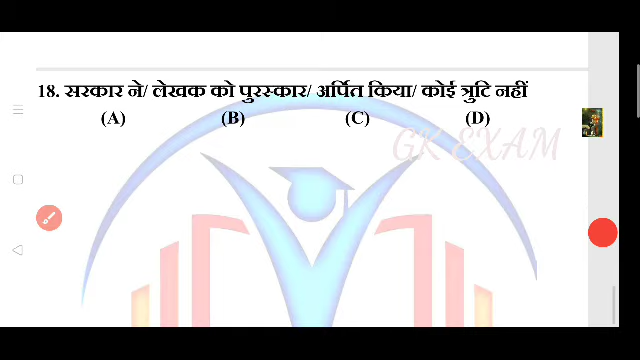 18. सरकार ने/ लेखक को पुरस्कार/ अर्पित किया/ कोई त्रुटि नहीं
(A) (B) (C) (D)
GK EXAM